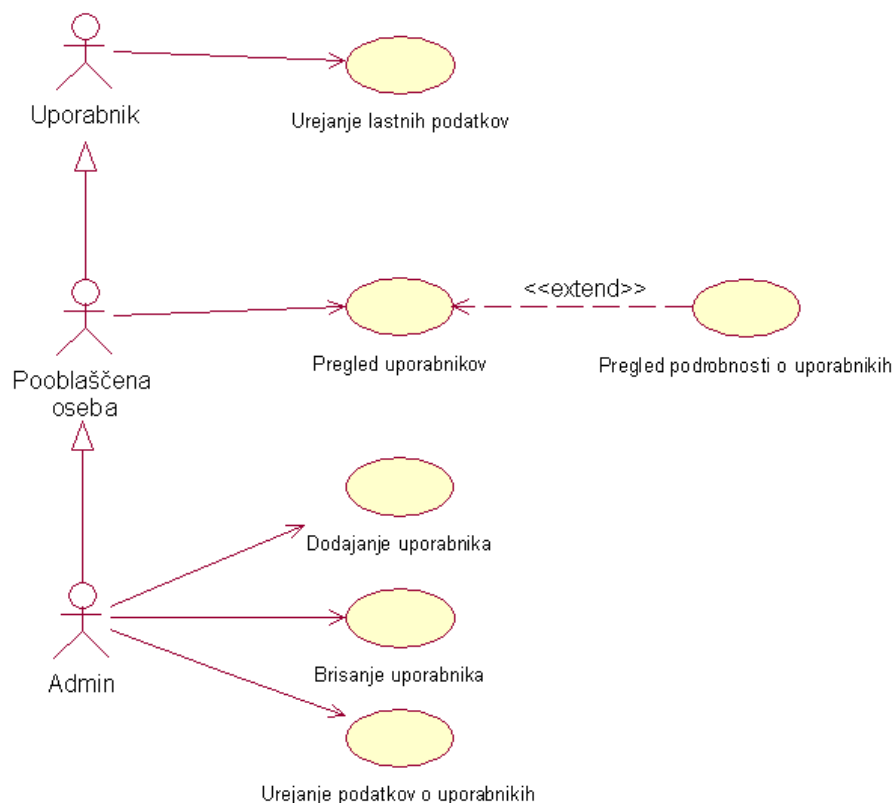 Uporabnik
Urejanje lastnih podatkov
<<extend>>
Pooblaščena
oseba
Pregled uporabnikov
Pregled podrobnosti o uporabnikih
Dodajanje uporabnika
Admin
Brisanje uporabnika
Urejanje podatkov o uporabnikih